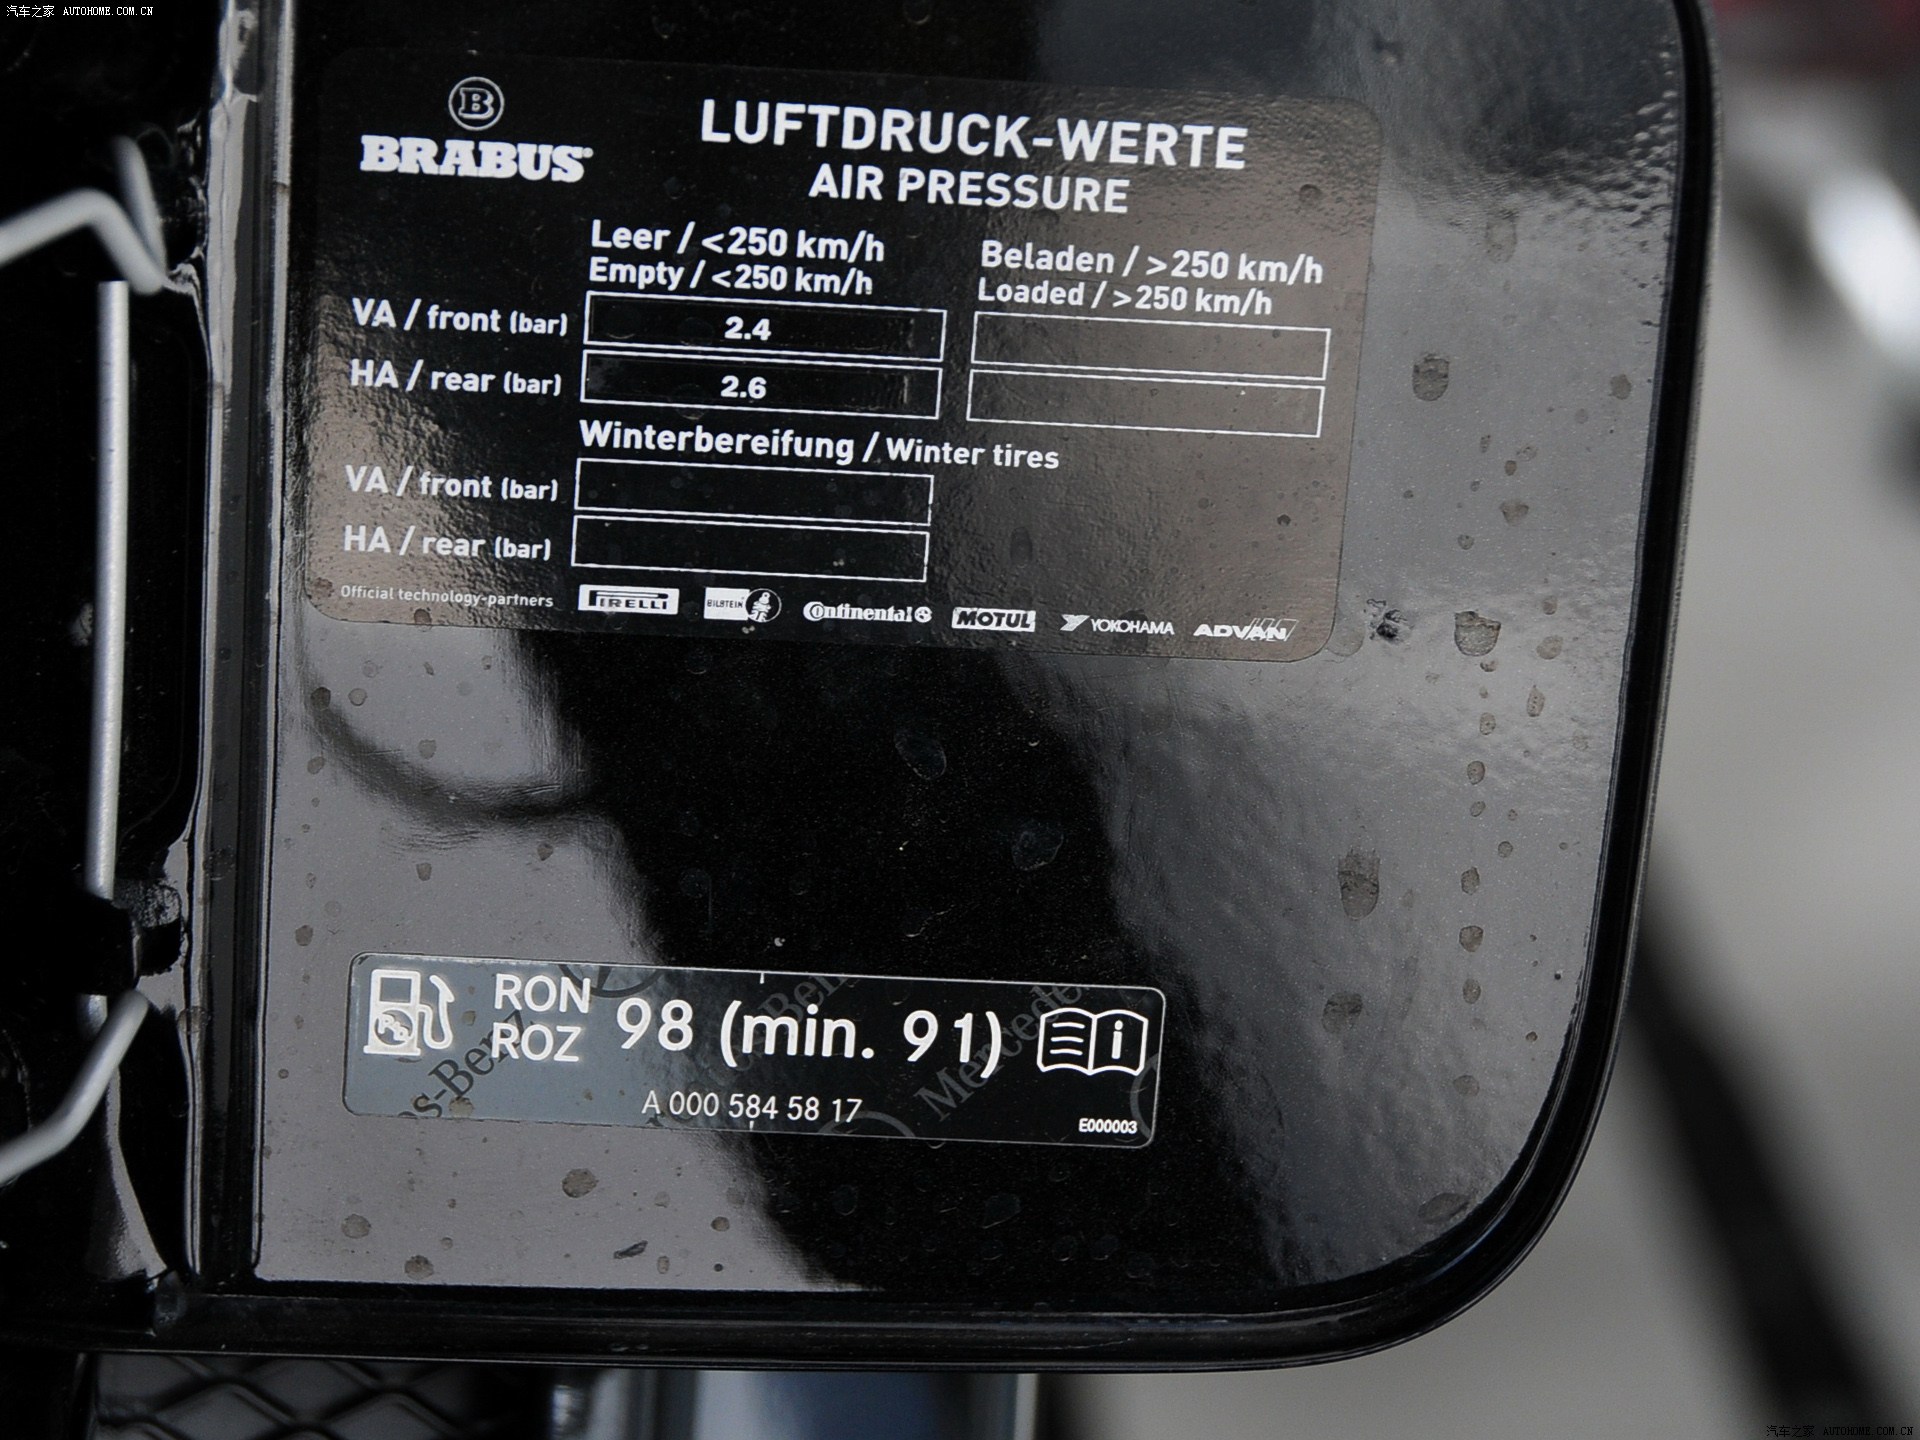 汽车之家 AUTOHOME.COM.CN
B
BRABUS
LUFTDRUCK-WERTE
AIR PRESSURE
Leer / <250 km/h
Empty / <250 km/h
Beladen / >250 km/h
Loaded / >250 km/h
VA / front (bar)
2.4
HA / rear (bar)
2.6
Winterbereifung / Winter tires
VA / front (bar)
HA / rear (bar)
Official technology-partners
PIRELLI BILSTEIN Continental MOTUL YOKOHAMA ADVAN
RON
ROZ
98 (min. 91)
i
A 000 584 58 17
E000003
s-Benz
Mercede
汽车之家 AUTOHOME.COM.CN